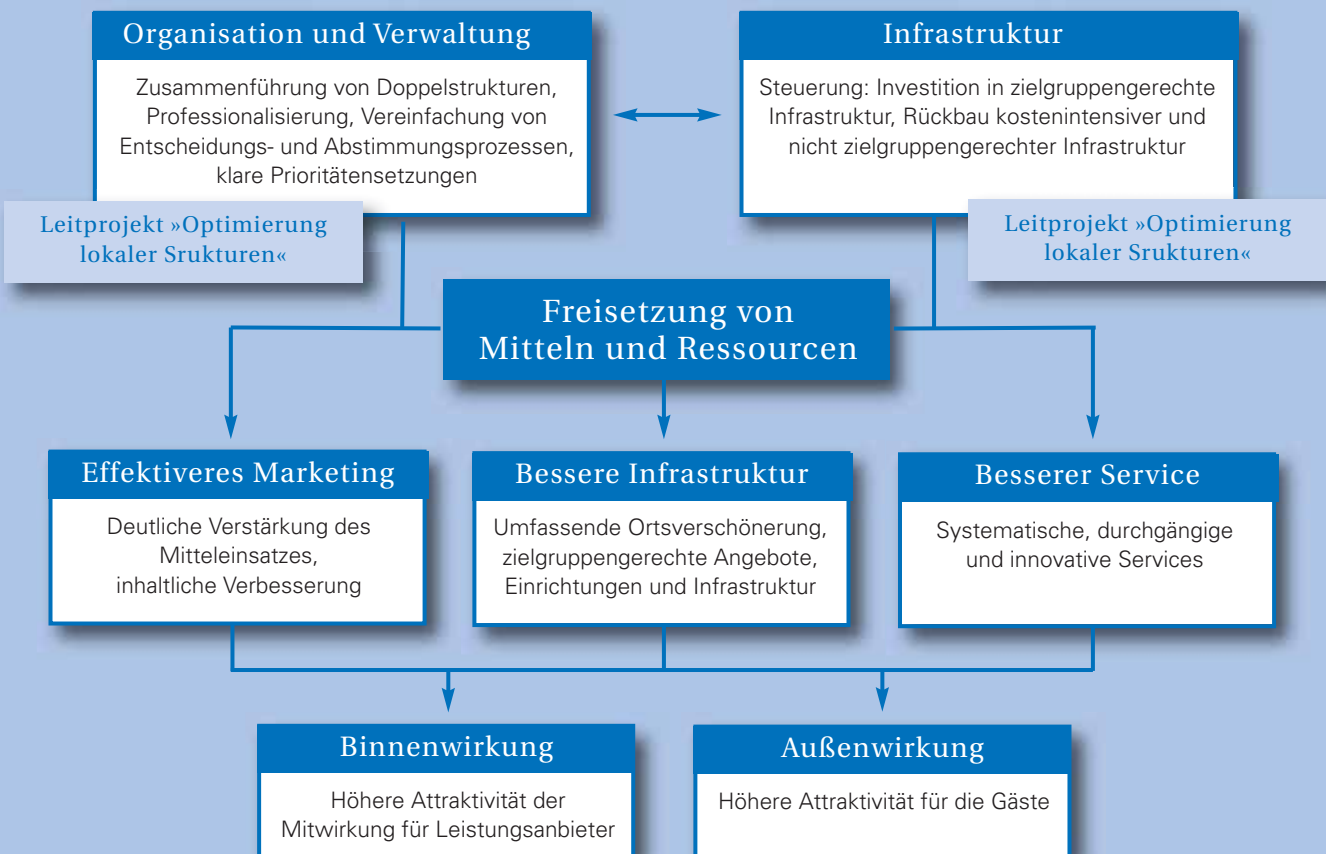 Organisation und Verwaltung
Zusammenführung von Doppelstrukturen,
Professionalisierung, Vereinfachung von
Entscheidungs- und Abstimmungsprozessen,
klare Prioritätensetzungen
Leitprojekt »Optimierung
lokaler Srukturen«
Infrastruktur
Steuerung: Investition in zielgruppengerechte
Infrastruktur, Rückbau kostenintensiver und
nicht zielgruppengerechter Infrastruktur
Leitprojekt »Optimierung
lokaler Srukturen«
Freisetzung von
Mitteln und Ressourcen
Effektiveres Marketing
Deutliche Verstärkung des
Mitteleinsatzes,
inhaltliche Verbesserung
Bessere Infrastruktur
Umfassende Ortsverschönerung,
zielgruppengerechte Angebote,
Einrichtungen und Infrastruktur
Besserer Service
Systematische, durchgängige
und innovative Services
Binnenwirkung
Höhere Attraktivität der
Mitwirkung für Leistungsanbieter
Außenwirkung
Höhere Attraktivität für die Gäste